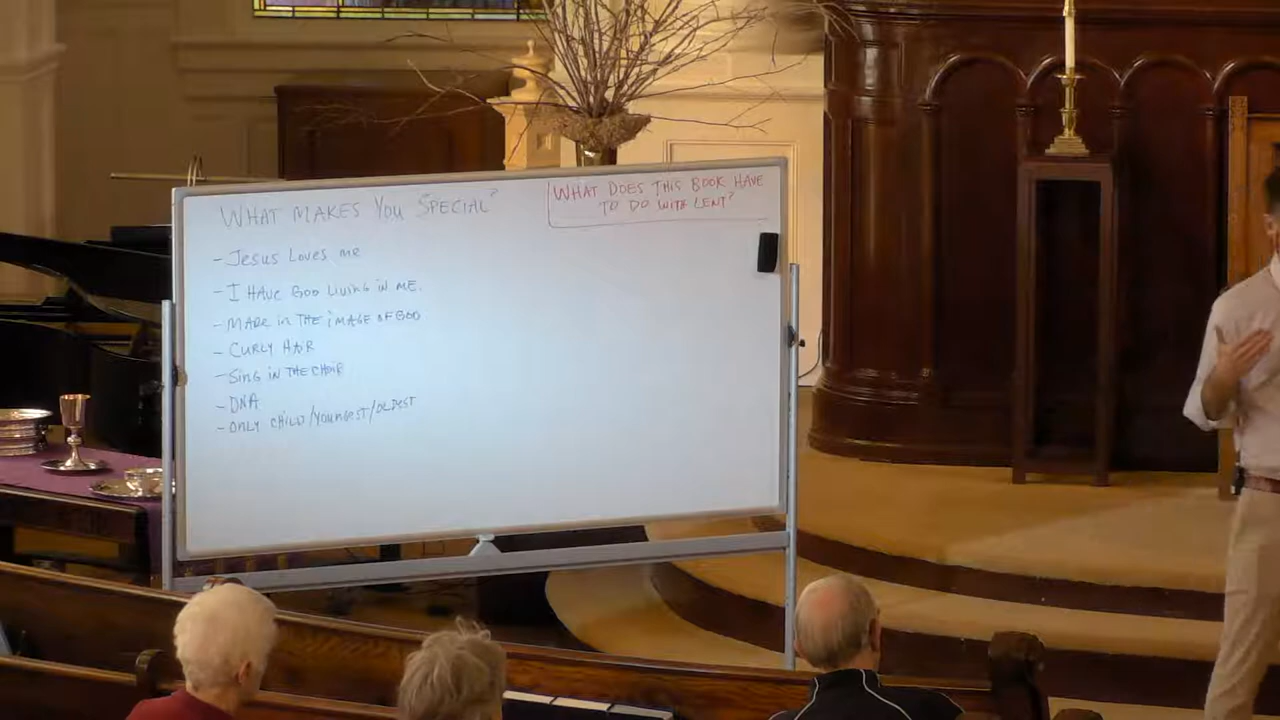 WHAT MAKES YOU SPECIAL?
WHAT DOES THIS BOOK HAVE
TO DO WITH LENT?
- JESUS LOVES ME
- I HAVE GOD LIVING IN ME.
- MADE IN THE IMAGE OF GOD
- CURLY HAIR
- SING IN THE CHOIR
- DNA
- ONLY CHILD/YOUNGEST/OLDEST